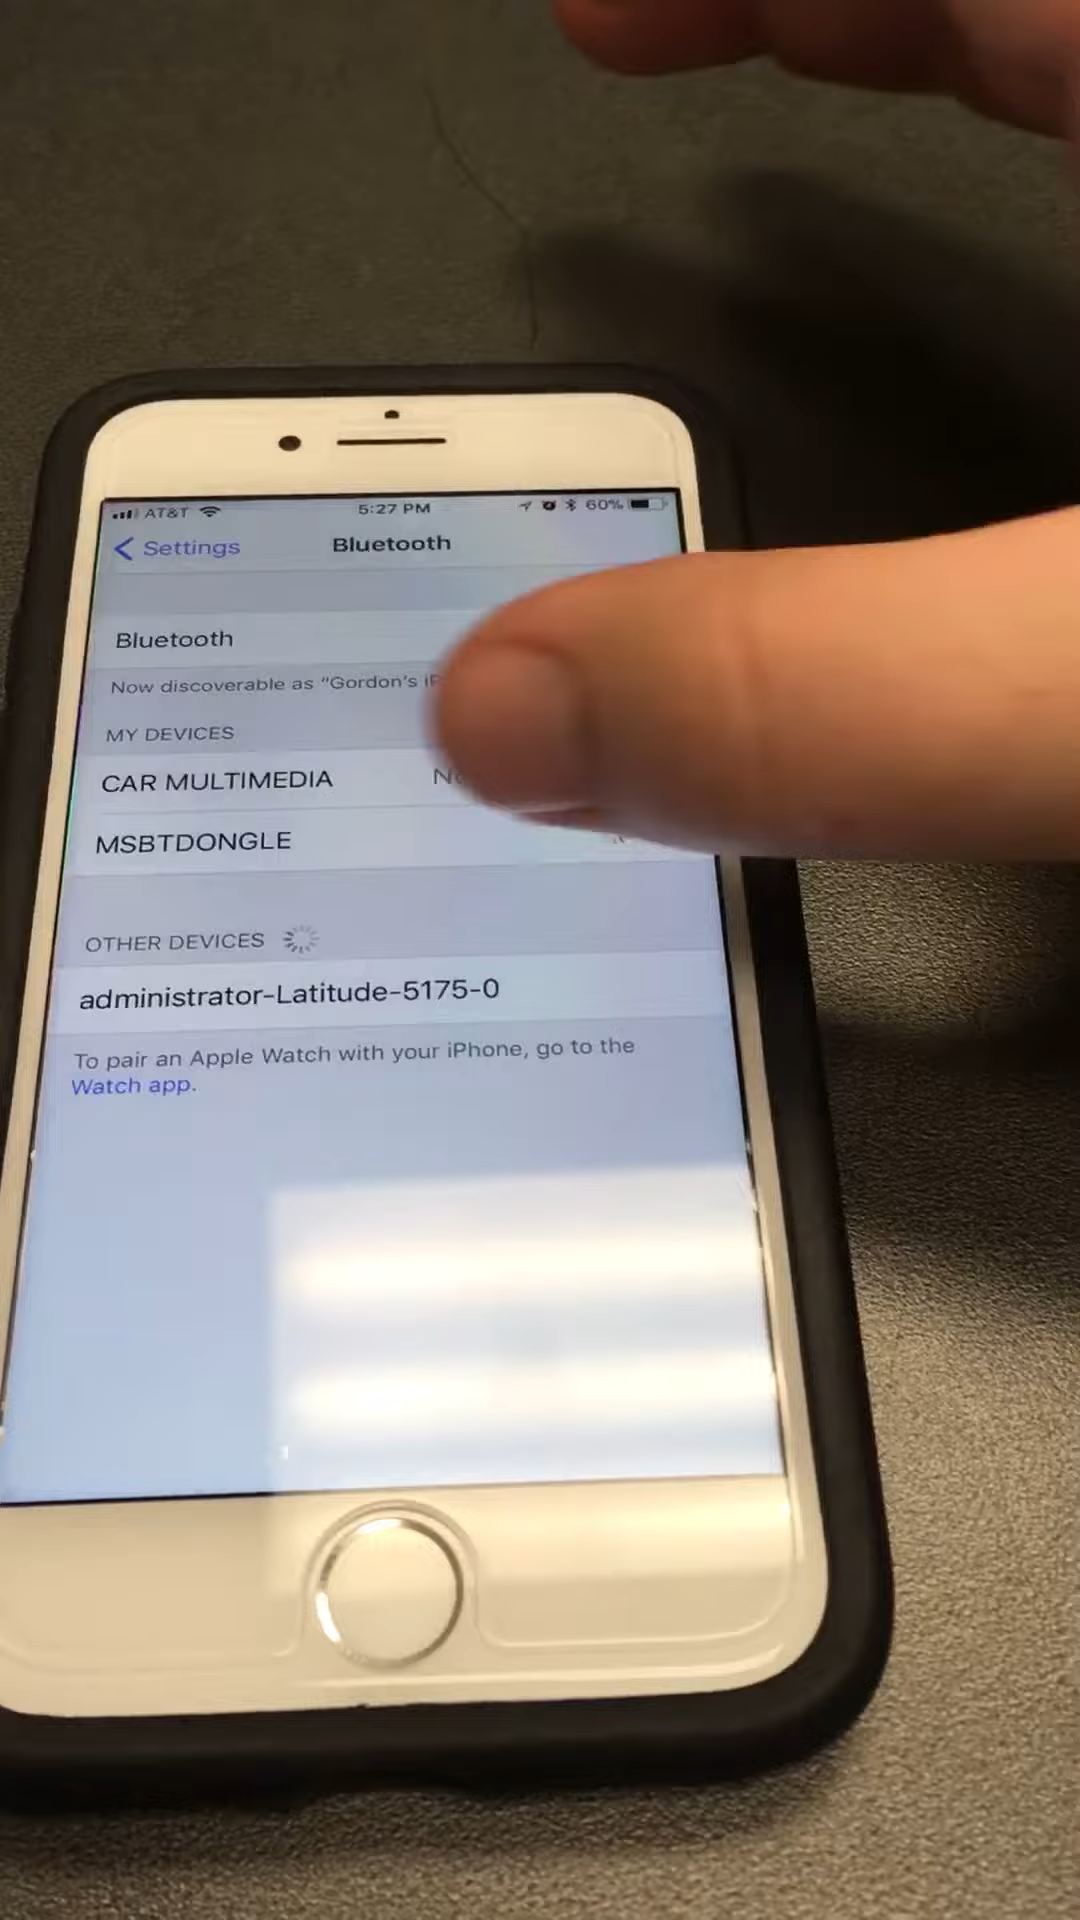 AT&T 5:27 PM 60%
Settings Bluetooth
Bluetooth
Now discoverable as “Gordon’s
MY DEVICES
CAR MULTIMEDIA
MSBTDONGLE
OTHER DEVICES
administrator-Latitude-5175-0
To pair an Apple Watch with your iPhone, go to the
Watch app.